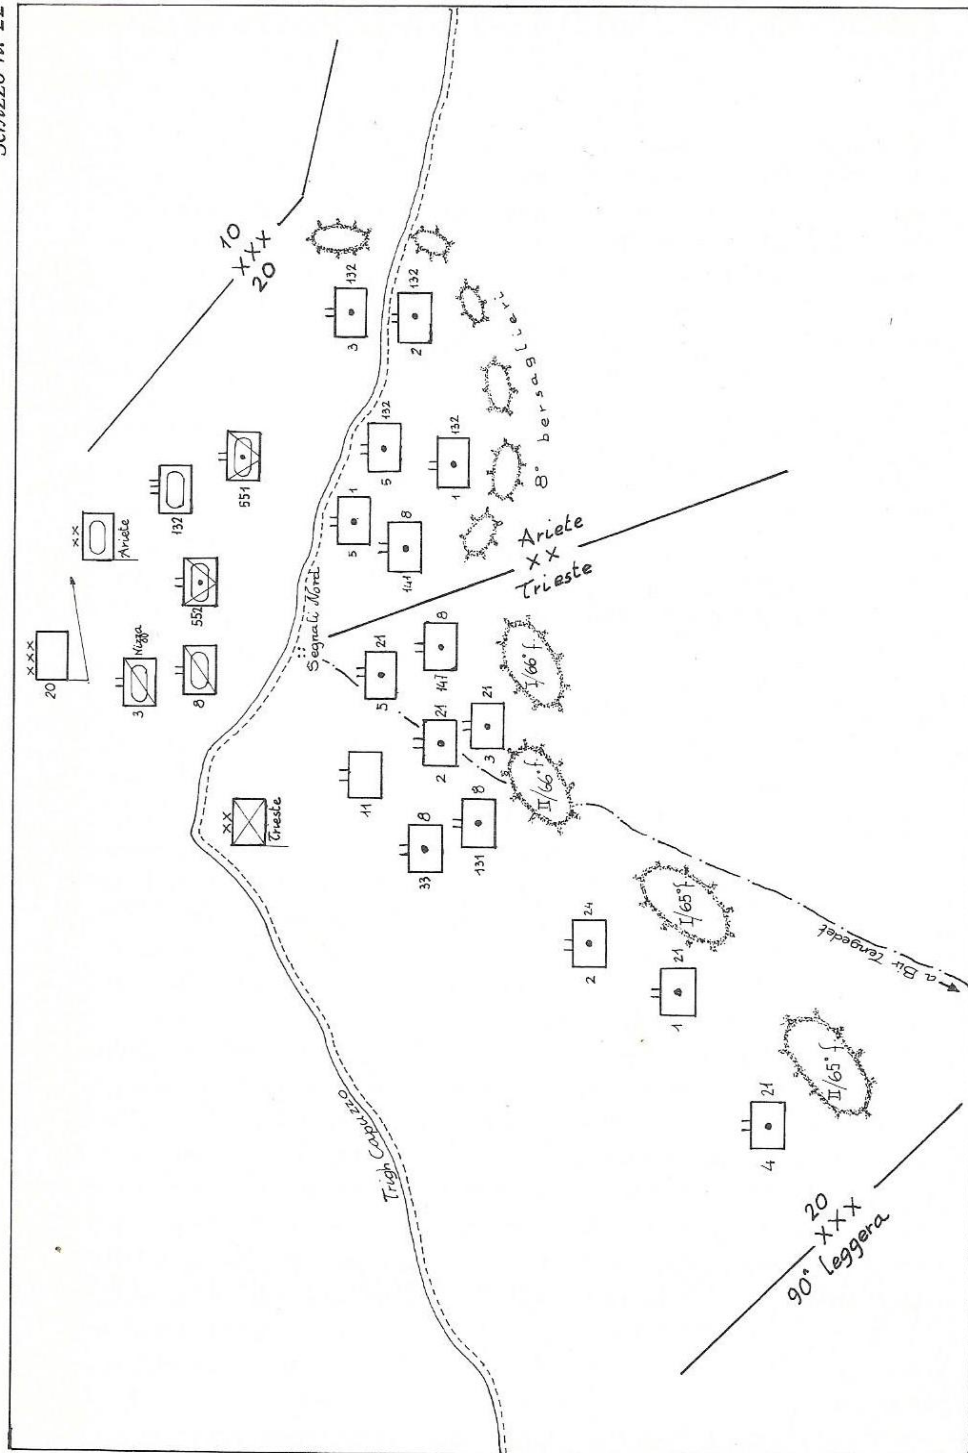 Schizzo n. 22
10
XXX
20
XXX
20
XX
Ariete
132
551
552
3
Nizza
8
3
132
2
132
8° bersaglieri
5
132
1
132
5
1
141
8
Segnali Nord
Ariete
XX
Trieste
5
21
147
8
I/66° f.
2
21
3
21
II/66° f.
XX
Trieste
11
33
8
131
8
2
24
I/65° f
1
21
a Bir Tengedet
II/65° f
4
21
Trigh Capuzzo
20
XXX
90ª Leggera